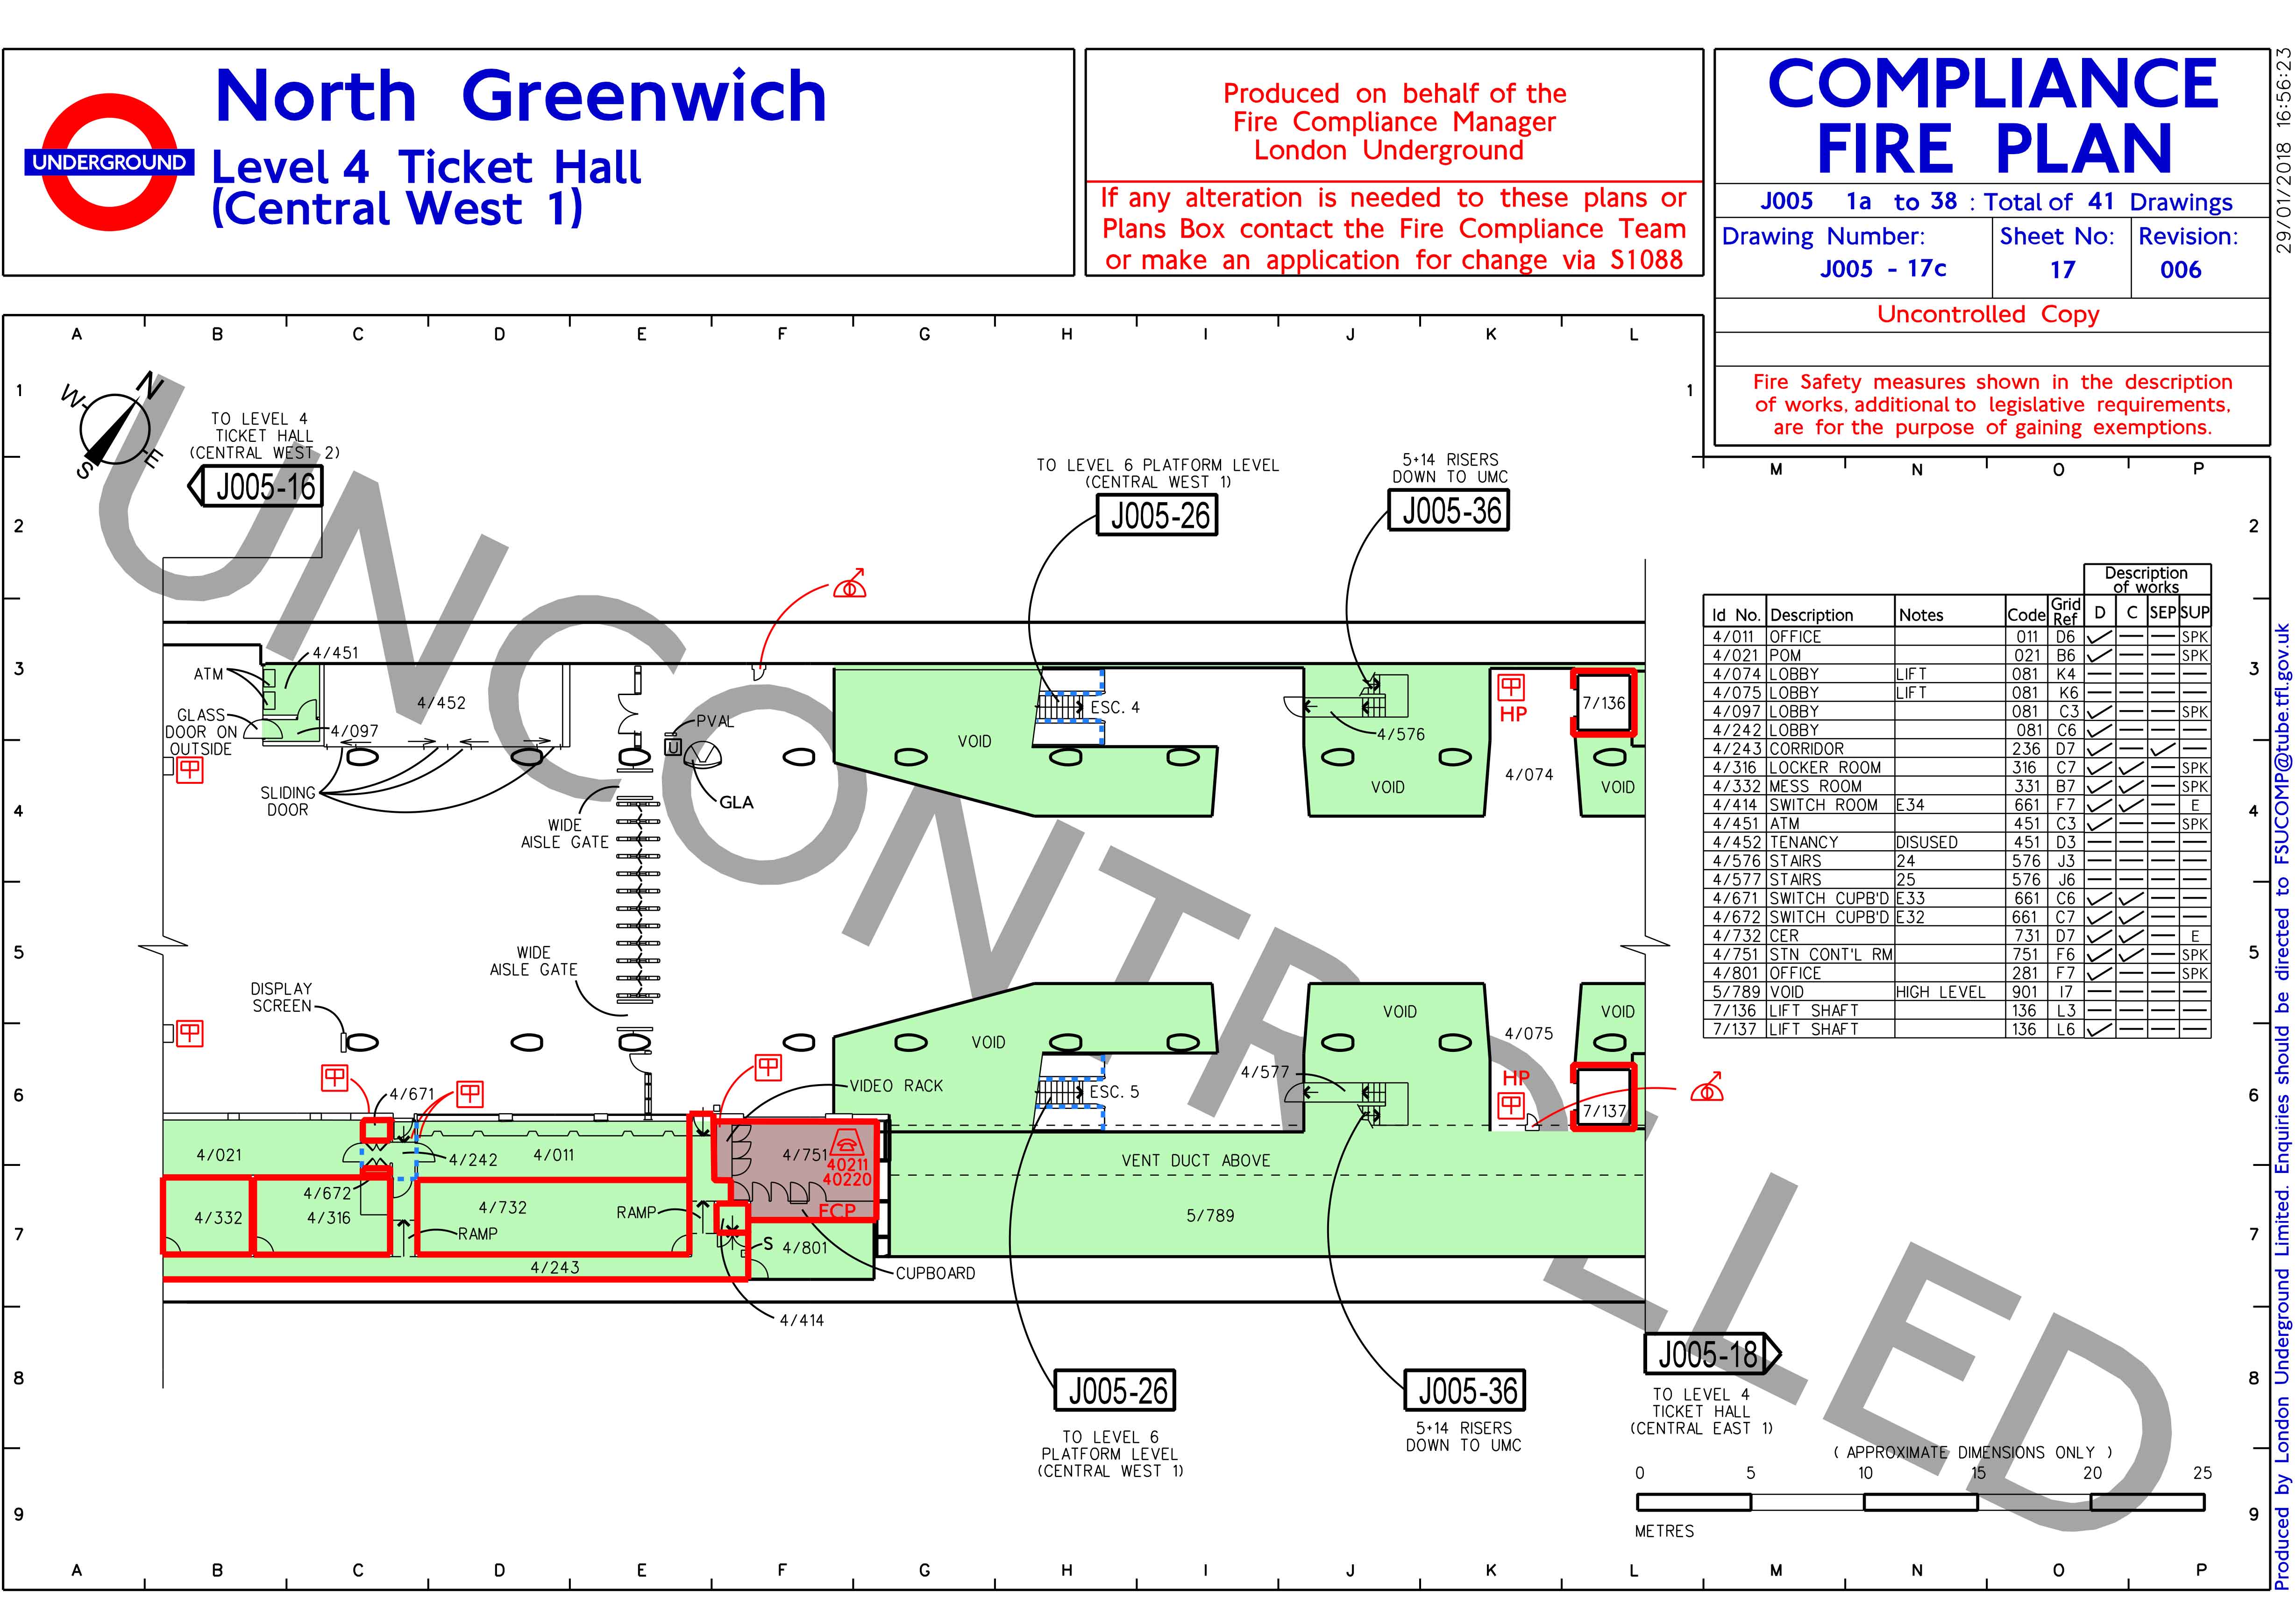 UNDERGROUND
North Greenwich
Level 4 Ticket Hall
(Central West 1)
Produced on behalf of the
Fire Compliance Manager
London Underground
If any alteration is needed to these plans or
Plans Box contact the Fire Compliance Team
or make an application for change via S1088
COMPLIANCE
FIRE PLAN
J005 1a to 38 : Total of 41 Drawings
Drawing Number: Sheet No: Revision:
J005 - 17c 17 006
Uncontrolled Copy
Fire Safety measures shown in the description
of works, additional to legislative requirements,
are for the purpose of gaining exemptions.
29/01/2018 16:56:23
A B C D E F G H I J K L
1 1
N
W
E
S
TO LEVEL 4
TICKET HALL
(CENTRAL WEST 2)
J005-16
TO LEVEL 6 PLATFORM LEVEL
(CENTRAL WEST 1)
J005-26
5+14 RISERS
DOWN TO UMC
J005-36
M N O P
2 2
UNCONTROLLED
3 3
4/451
ATM
4/452
GLASS
DOOR ON
OUTSIDE
4/097
PVAL
U
VOID
ESC. 4
4/576
VOID
HP
7/136
4/074
VOID
SLIDING
DOOR
GLA
4 4
WIDE
AISLE GATE
5 5
WIDE
AISLE GATE
DISPLAY
SCREEN
VOID
VOID
VOID
4/075
6 6
4/671
VIDEO RACK
ESC. 5
4/577
HP
7/137
4/021
4/242
4/011
4/751
40211
40220
VENT DUCT ABOVE
4/672
4/332
4/316
4/732
RAMP
RAMP
FCP
5/789
7 7
S
4/801
4/243
CUPBOARD
4/414
8 8
J005-26
TO LEVEL 6
PLATFORM LEVEL
(CENTRAL WEST 1)
J005-36
5+14 RISERS
DOWN TO UMC
J005-18
TO LEVEL 4
TICKET HALL
(CENTRAL EAST 1)
Description
of works
Id No. Description Notes Code Grid Ref D C SEP SUP
4/011 OFFICE 011 D6 ✓ — — SPK
4/021 POM 021 B6 ✓ — — SPK
4/074 LOBBY LIFT 081 K4 — — — —
4/075 LOBBY LIFT 081 K6 — — — —
4/097 LOBBY 081 C3 ✓ — — SPK
4/242 LOBBY 081 C6 ✓ — — —
4/243 CORRIDOR 236 D7 ✓ — ✓ —
4/316 LOCKER ROOM 316 C7 ✓ ✓ — SPK
4/332 MESS ROOM 331 B7 ✓ ✓ — SPK
4/414 SWITCH ROOM E34 661 F7 ✓ ✓ — E
4/451 ATM 451 C3 ✓ — — SPK
4/452 TENANCY DISUSED 451 D3 — — — —
4/576 STAIRS 24 576 J3 — — — —
4/577 STAIRS 25 576 J6 — — — —
4/671 SWITCH CUPB'D E33 661 C6 ✓ ✓ — —
4/672 SWITCH CUPB'D E32 661 C7 ✓ ✓ — —
4/732 CER 731 D7 ✓ ✓ — E
4/751 STN CONT'L RM 751 F6 ✓ ✓ — SPK
4/801 OFFICE 281 F7 ✓ — — SPK
5/789 VOID HIGH LEVEL 901 I7 — — — —
7/136 LIFT SHAFT 136 L3 — — — —
7/137 LIFT SHAFT 136 L6 ✓ — — —
( APPROXIMATE DIMENSIONS ONLY )
0 5 10 15 20 25
METRES
9 9
A B C D E F G H I J K L M N O P
Produced by London Underground Limited. Enquiries should be directed to FSUCOMP@tube.tfl.gov.uk